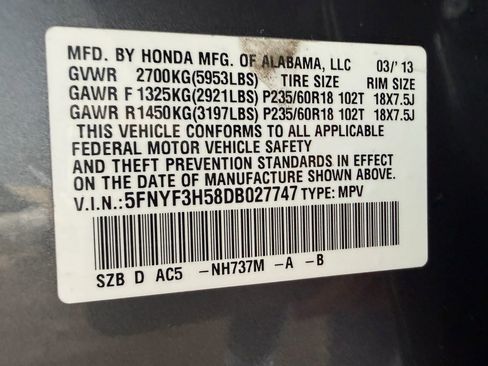 MFD. BY HONDA MFG. OF ALABAMA, LLC 03/'13
GVWR 2700KG(5953LBS) TIRE SIZE RIM SIZE
GAWR F 1325KG(2921LBS) P235/60R18 102T 18X7.5J
GAWR R1450KG(3197LBS) P235/60R18 102T 18X7.5J
THIS VEHICLE CONFORMS TO ALL APPLICABLE
FEDERAL MOTOR VEHICLE SAFETY
AND THEFT PREVENTION STANDARDS IN EFFECT
ON THE DATE OF MANUFACTURE SHOWN ABOVE.
V.I.N.: 5FNYF3H58DB027747 TYPE: MPV
SZB D AC5 -NH737M -A -B